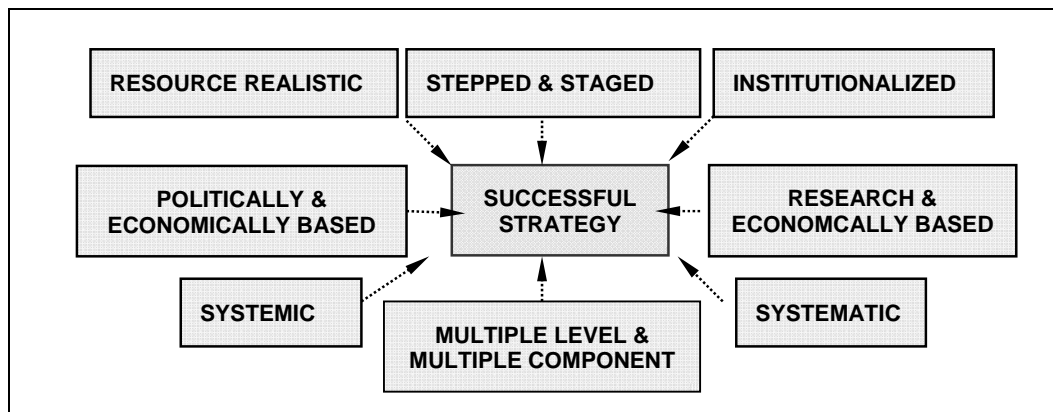 RESOURCE REALISTIC
STEPPED & STAGED
INSTITUTIONALIZED
POLITICALLY &
ECONOMICALLY BASED
SUCCESSFUL
STRATEGY
RESEARCH &
ECONOMCALLY BASED
SYSTEMIC
MULTIPLE LEVEL &
MULTIPLE COMPONENT
SYSTEMATIC